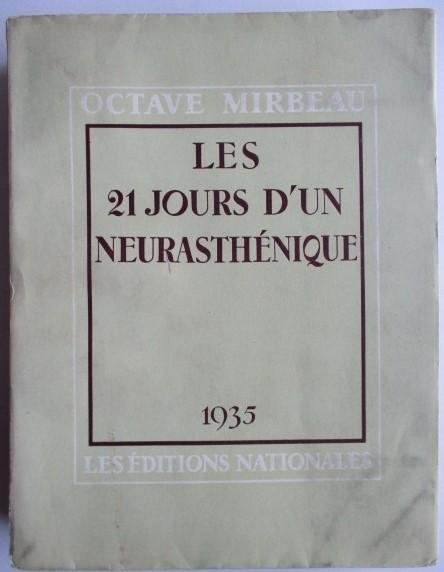 OCTAVE MIRBEAU
LES
21 JOURS D'UN
NEURASTHÉNIQUE
1935
LES ÉDITIONS NATIONALES